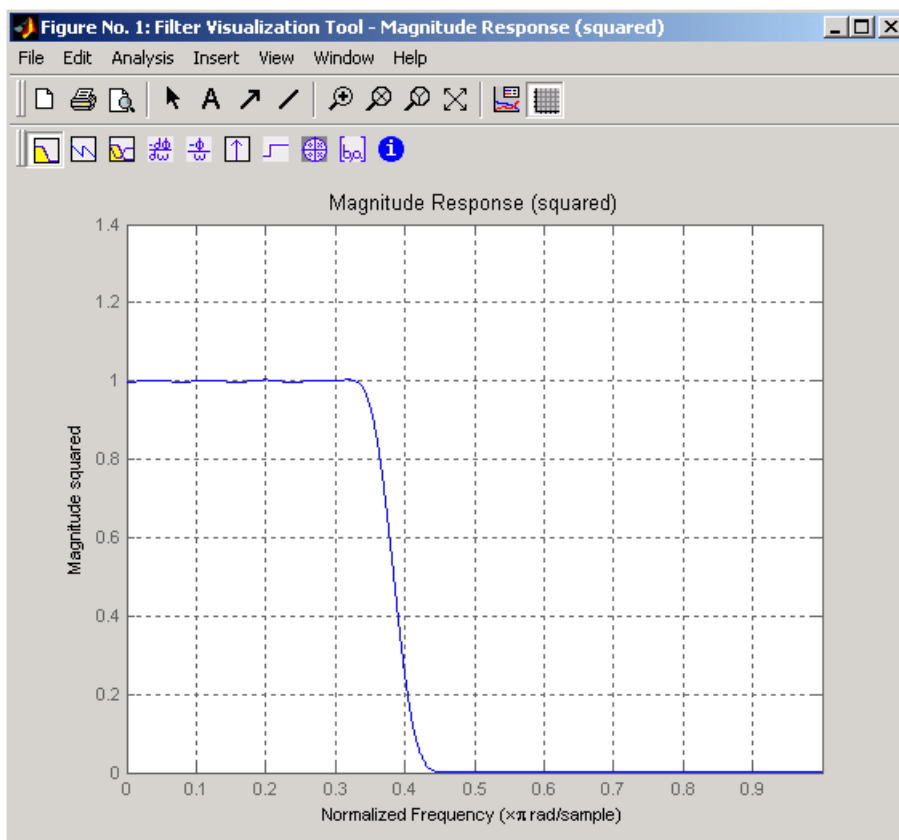 Figure No. 1: Filter Visualization Tool - Magnitude Response (squared)
File Edit Analysis Insert View Window Help
A
[b,a]
i
Magnitude Response (squared)
1.4
1.2
1
0.8
0.6
0.4
0.2
0
Magnitude squared
0 0.1 0.2 0.3 0.4 0.5 0.6 0.7 0.8 0.9
Normalized Frequency (×π rad/sample)